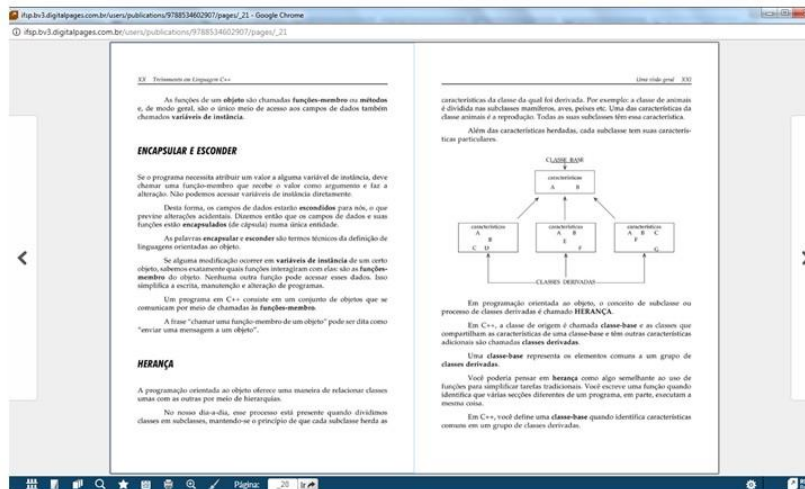 ifsp.bv3.digitalpages.com.br/users/publications/9788534602907/pages/_21 - Google Chrome
ifsp.bv3.digitalpages.com.br/users/publications/9788534602907/pages/_21
XX Treinamento em Linguagem C++
As funções de um objeto são chamadas funções-membro ou métodos
e, de modo geral, são o único meio de acesso aos campos de dados também
chamados variáveis de instância.
ENCAPSULAR E ESCONDER
Se o programa necessita atribuir um valor a alguma variável de instância, deve
chamar uma função-membro que recebe o valor como argumento e faz a
alteração. Não podemos acessar variáveis de instância diretamente.
Desta forma, os campos de dados estarão escondidos para nós, o que
previne alterações acidentais. Dizemos então que os campos de dados e suas
funções estão encapsulados (de cápsula) numa única entidade.
As palavras encapsular e esconder são termos técnicos da definição de
linguagens orientadas ao objeto.
Se alguma modificação ocorrer em variáveis de instância de um certo
objeto, sabemos exatamente quais funções interagiram com elas: são as funções-
membro do objeto. Nenhuma outra função pode acessar esses dados. Isso
simplifica a escrita, manutenção e alteração de programas.
Um programa em C++ consiste em um conjunto de objetos que se
comunicam por meio de chamadas às funções-membro.
A frase "chamar uma função-membro de um objeto" pode ser dita como
"enviar uma mensagem a um objeto".
HERANÇA
A programação orientada ao objeto oferece uma maneira de relacionar classes
umas com as outras por meio de hierarquias.
No nosso dia-a-dia, esse processo está presente quando dividimos
classes em subclasses, mantendo-se o princípio de que cada subclasse herda as
Uma visão geral XXI
características da classe da qual foi derivada. Por exemplo: a classe de animais
é dividida nas subclasses mamíferos, aves, peixes etc. Uma das características da
classe animais é a reprodução. Todas as suas subclasses têm essa característica.
Além das características herdadas, cada subclasse tem suas caracterís-
ticas particulares.
CLASSE BASE
características
A B
características
A
B
C D
características
A B
E
F
características
A B C
F
G
CLASSES DERIVADAS
Em programação orientada ao objeto, o conceito de subclasse ou
processo de classes derivadas é chamado HERANÇA.
Em C++, a classe de origem é chamada classe-base e as classes que
compartilham as características de uma classe-base e têm outras características
adicionais são chamadas classes derivadas.
Uma classe-base representa os elementos comuns a um grupo de
classes derivadas.
Você poderia pensar em herança como algo semelhante ao uso de
funções para simplificar tarefas tradicionais. Você escreve uma função quando
identifica que várias secções diferentes de um programa, em parte, executam a
mesma coisa.
Em C++, você define uma classe-base quando identifica características
comuns em um grupo de classes derivadas.
Página: _20 Ir